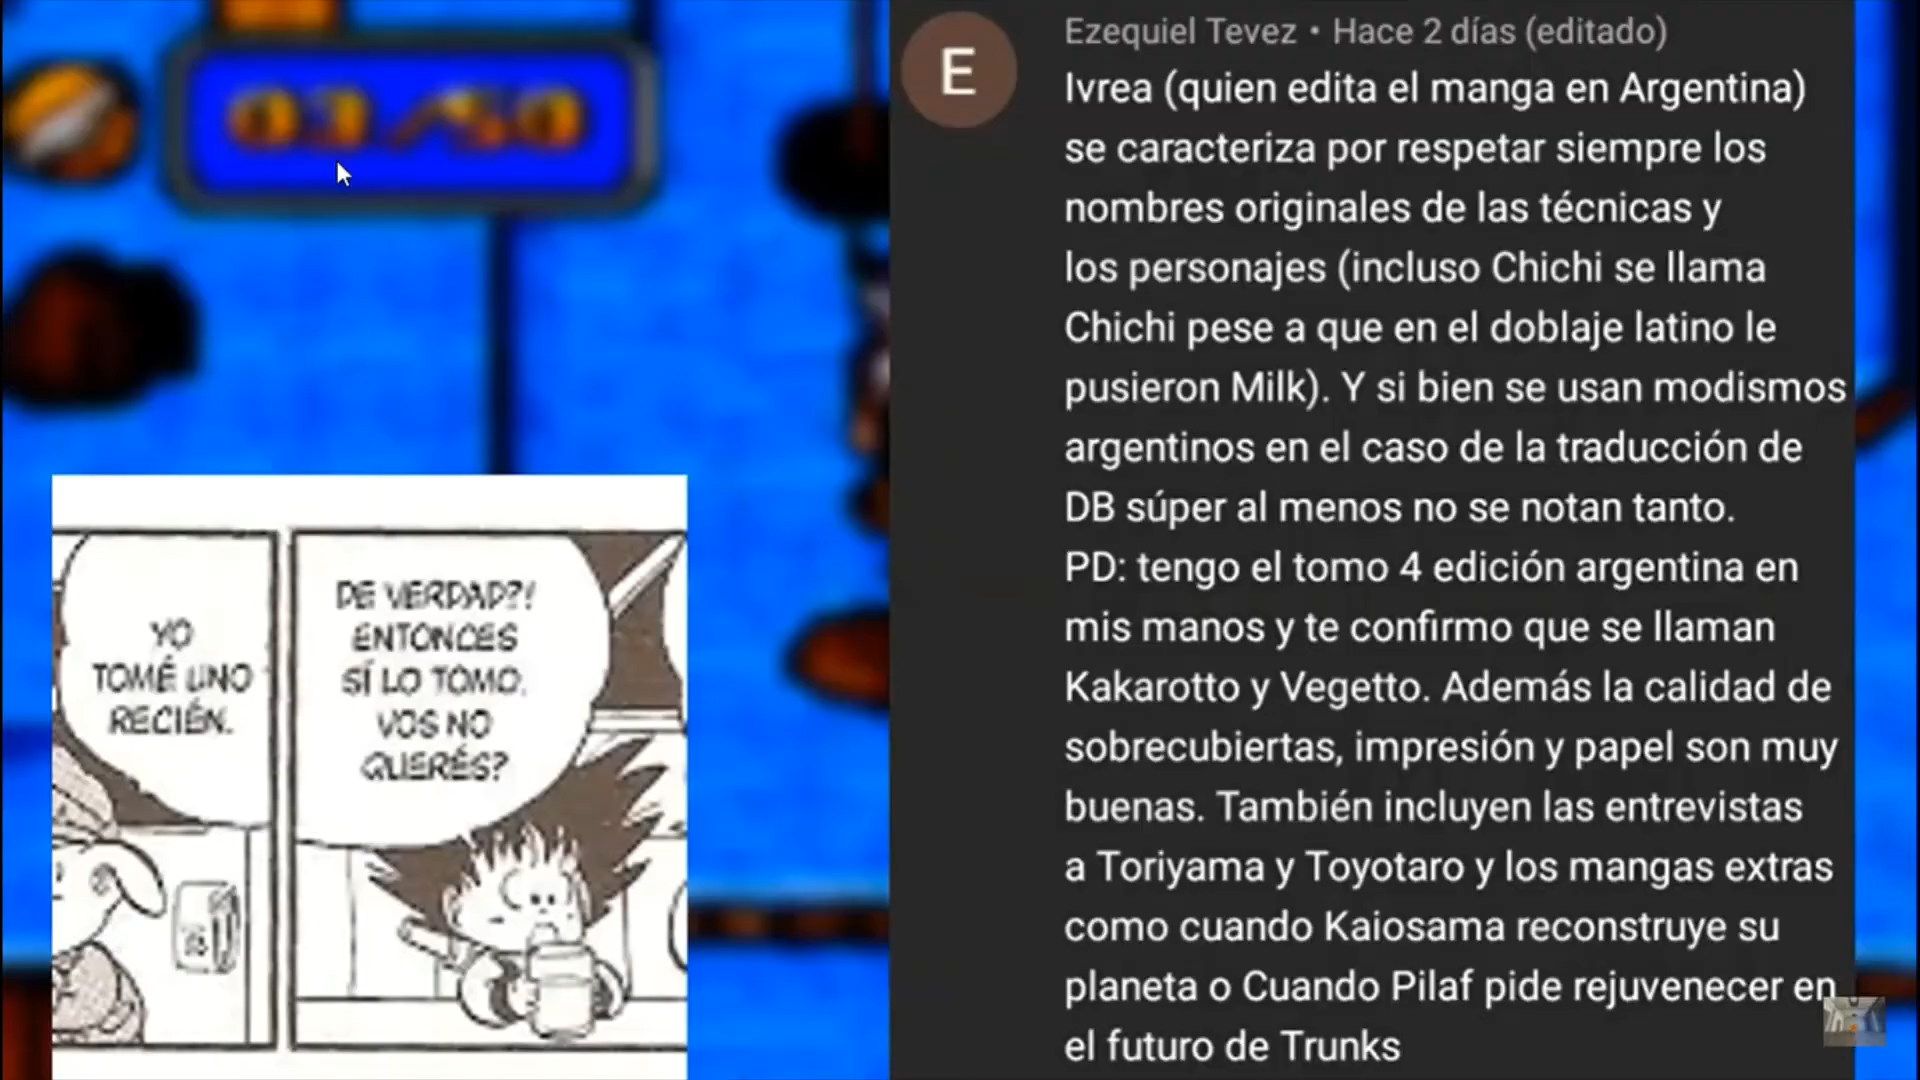 03/50
YO
TOMÉ UNO
RECIÉN.
DE VERDAD?!
ENTONCES
SÍ LO TOMO.
VOS NO
QUERÉS?
E
Ezequiel Tevez • Hace 2 días (editado)
Ivrea (quien edita el manga en Argentina)
se caracteriza por respetar siempre los
nombres originales de las técnicas y
los personajes (incluso Chichi se llama
Chichi pese a que en el doblaje latino le
pusieron Milk). Y si bien se usan modismos
argentinos en el caso de la traducción de
DB súper al menos no se notan tanto.
PD: tengo el tomo 4 edición argentina en
mis manos y te confirmo que se llaman
Kakarotto y Vegetto. Además la calidad de
sobrecubiertas, impresión y papel son muy
buenas. También incluyen las entrevistas
a Toriyama y Toyotaro y los mangas extras
como cuando Kaiosama reconstruye su
planeta o Cuando Pilaf pide rejuvenecer en
el futuro de Trunks